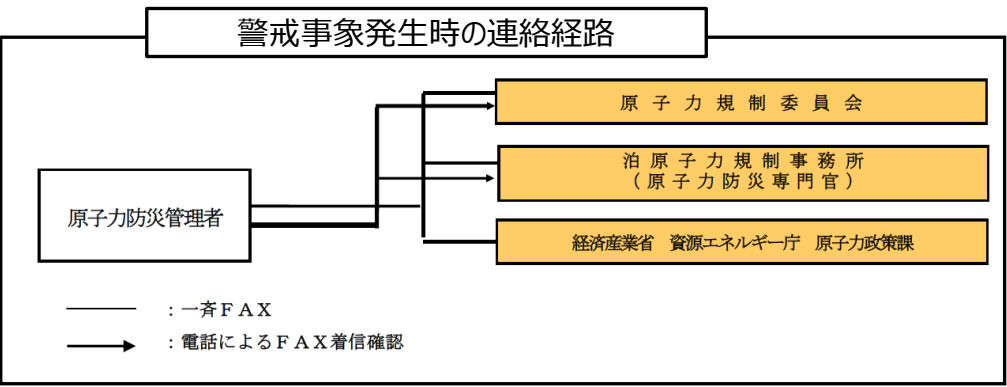 警戒事象発生時の連絡経路
原子力規制委員会
泊原子力規制事務所
（原子力防災専門官）
原子力防災管理者
経済産業省　資源エネルギー庁　原子力政策課
：一斉ＦＡＸ
：電話によるＦＡＸ着信確認